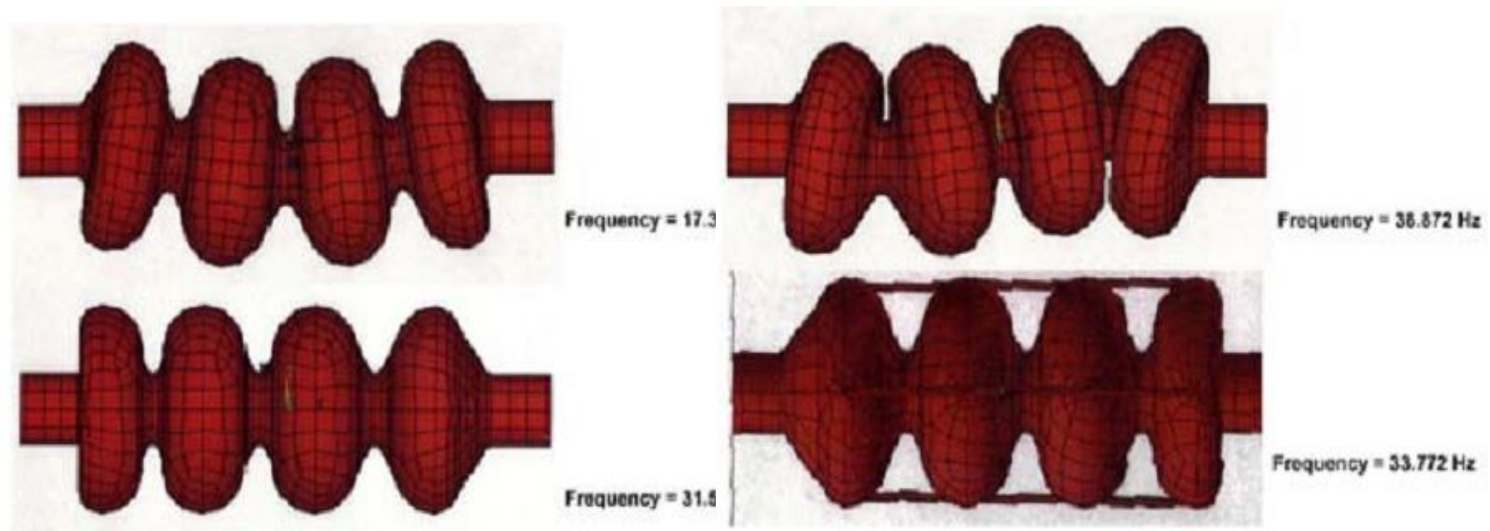 Frequency = 17.3
Frequency = 38.872 Hz
Frequency = 31.5
Frequency = 33.772 Hz